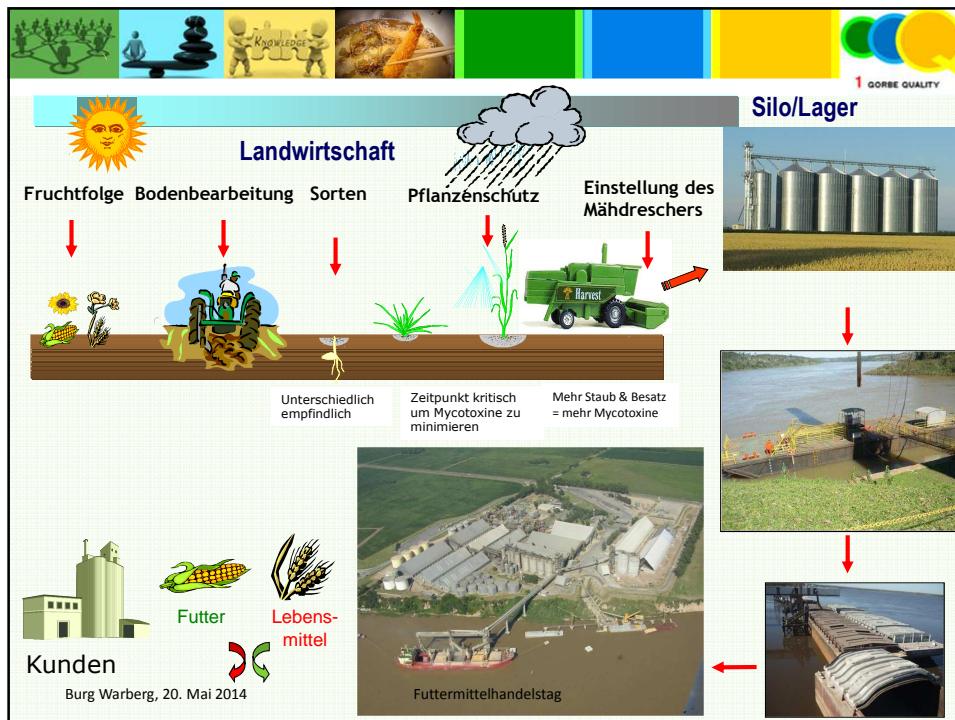 KNOWLEDGE
1 GORBE QUALITY
Silo/Lager
Landwirtschaft
Fruchtfolge
Bodenbearbeitung
Sorten
Pflanzenschutz
Einstellung des
Mähdreschers
Harvest
Unterschiedlich
empfindlich
Zeitpunkt kritisch
um Mycotoxine zu
minimieren
Mehr Staub & Besatz
= mehr Mycotoxine
Futter
Lebens-
mittel
Kunden
Burg Warberg, 20. Mai 2014
Futtermittelhandelstag